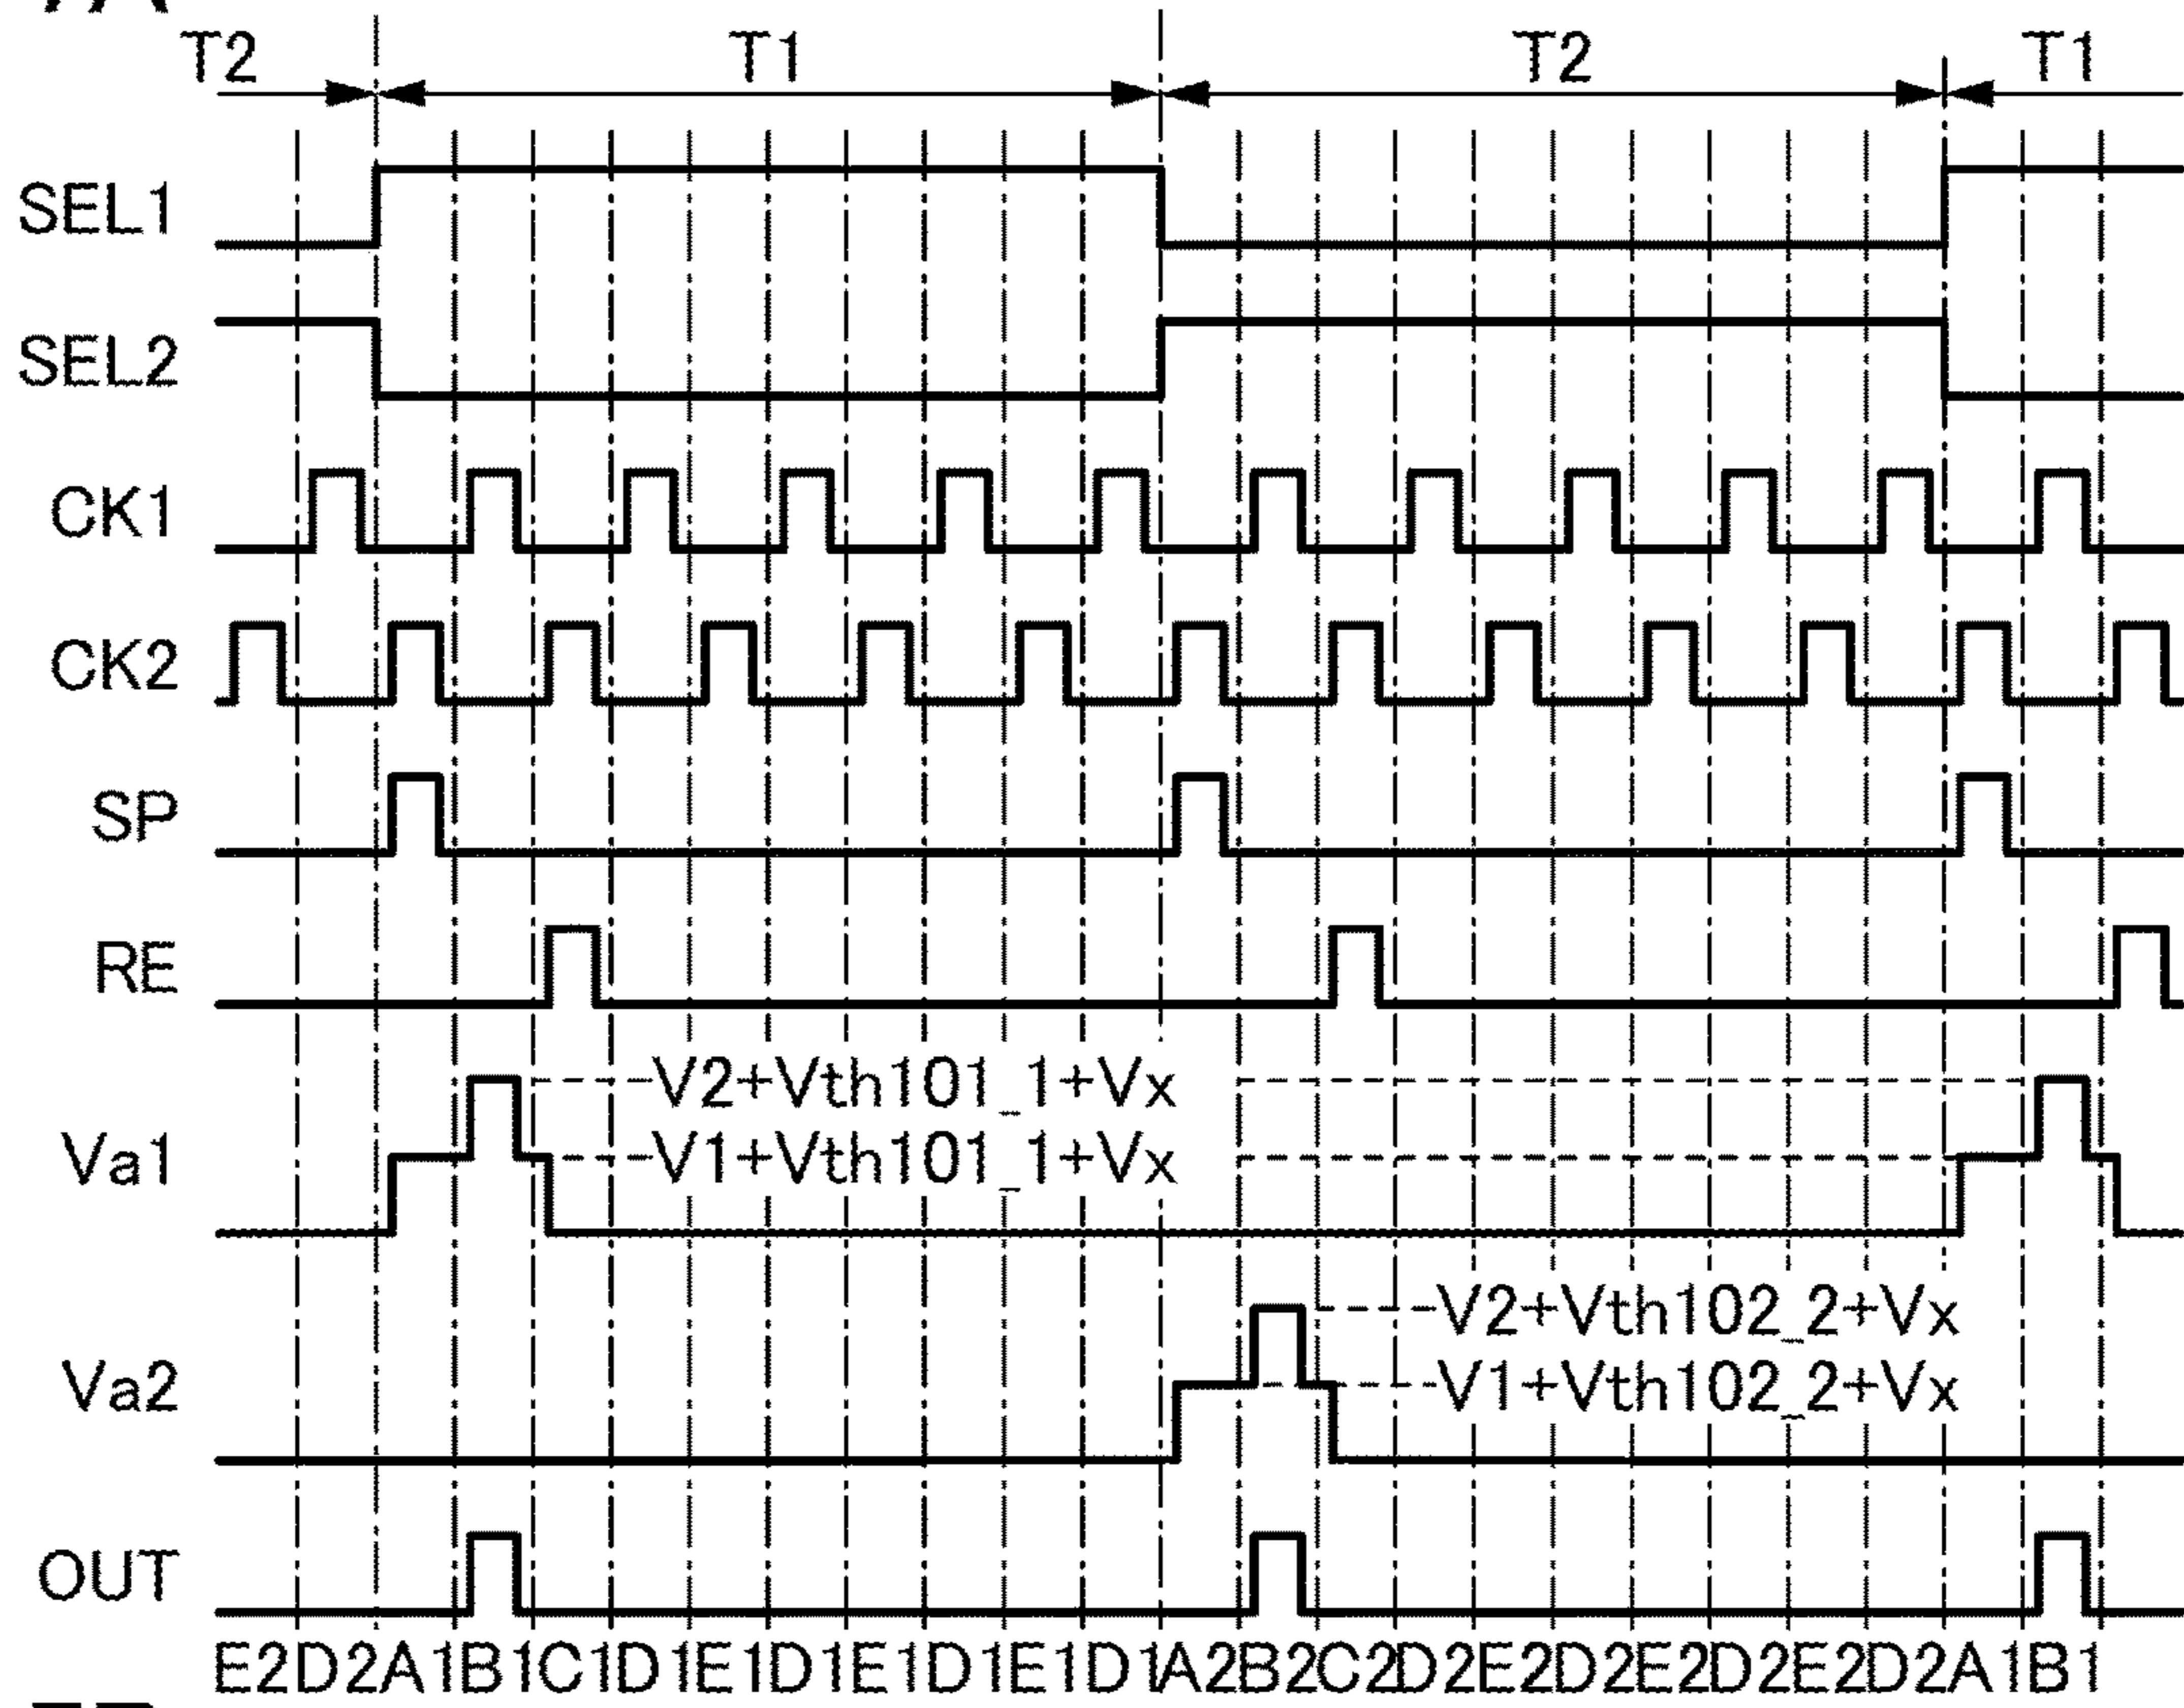 T2 T1 T2 T1
SEL1
SEL2
CK1
CK2
SP
RE
V2+Vth101_1+Vx
Va1 V1+Vth101_1+Vx
V2+Vth102_2+Vx
Va2 V1+Vth102_2+Vx
OUT
E2D2A1B1C1D1E1D1E1D1E1D1A2B2C2D2E2D2E2D2E2D2A1B1